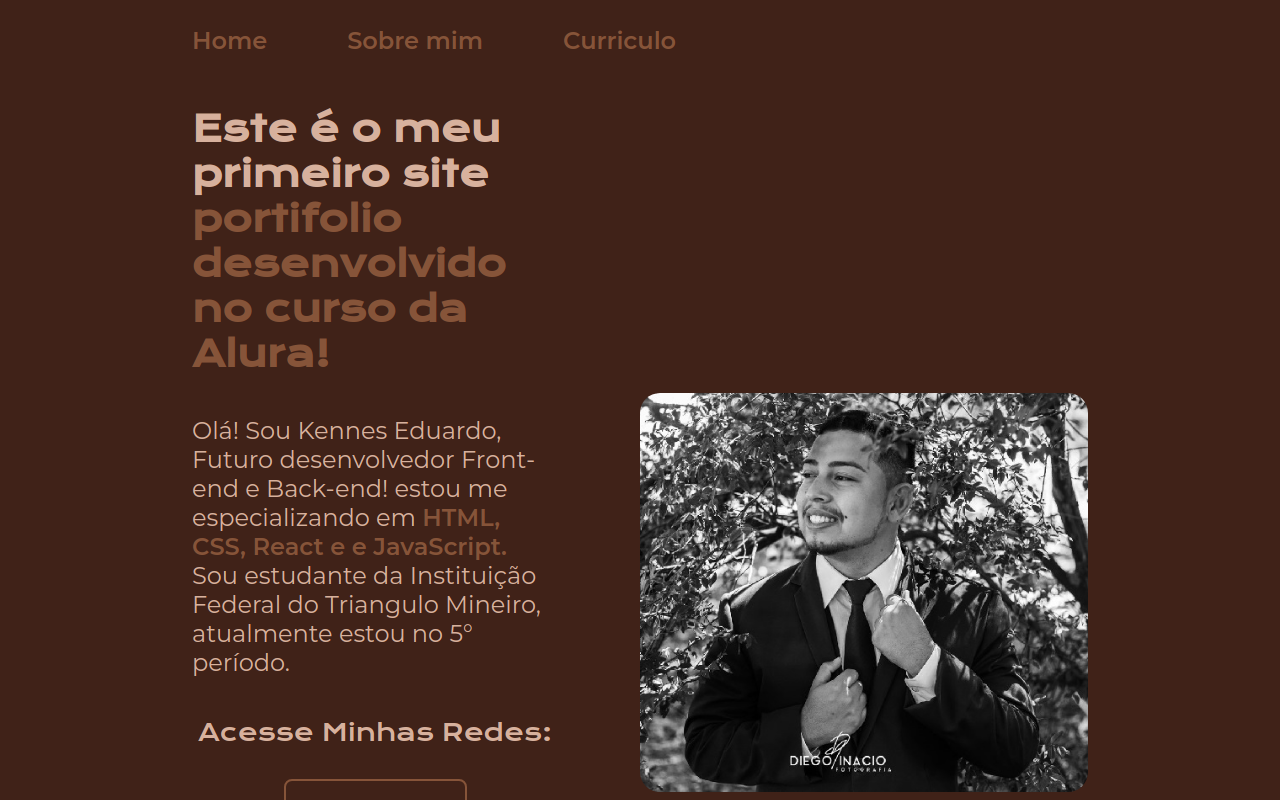 Home Sobre mim Curriculo
Este é o meu
primeiro site
portifolio
desenvolvido
no curso da
Alura!
Olá! Sou Kennes Eduardo,
Futuro desenvolvedor Front-
end e Back-end! estou me
especializando em HTML,
CSS, React e e JavaScript.
Sou estudante da Instituição
Federal do Triangulo Mineiro,
atualmente estou no 5°
período.
Acesse Minhas Redes:
DIEGO INACIO
FOTOGRAFIA